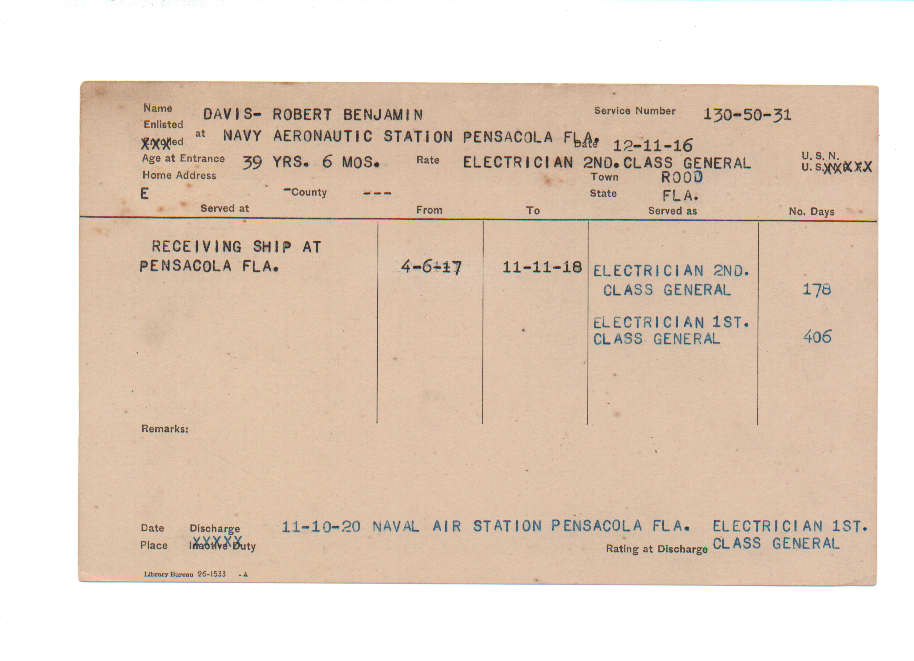 Name DAVIS- ROBERT BENJAMIN Service Number 130-50-31
Enlisted
at NAVY AERONAUTIC STATION PENSACOLA FLA. Date 12-11-16
Age at Entrance 39 YRS. 6 MOS. Rate ELECTRICIAN 2ND. CLASS GENERAL U. S. N.
U. S. XXXXX
Home Address Town ROOD
E -County --- State FLA.
Served at From To Served as No. Days
RECEIVING SHIP AT
PENSACOLA FLA. 4-6-17 11-11-18 ELECTRICIAN 2ND.
CLASS GENERAL 178
ELECTRICIAN 1ST.
CLASS GENERAL 406
Remarks:
Date Discharge 11-10-20 NAVAL AIR STATION PENSACOLA FLA. ELECTRICIAN 1ST.
Place Inactive Duty Rating at Discharge CLASS GENERAL
Library Bureau 26-1533 -A